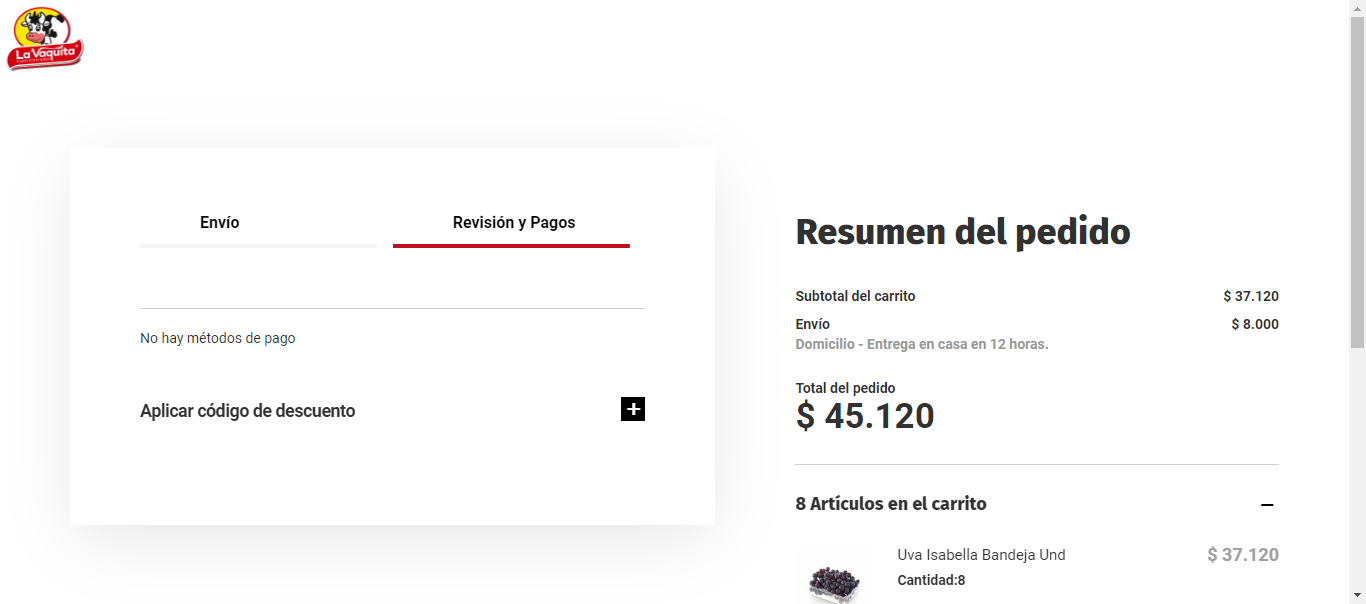 La Vaquita
Envío
Revisión y Pagos
No hay métodos de pago
Aplicar código de descuento
Resumen del pedido
Subtotal del carrito $ 37.120
Envío $ 8.000
Domicilio - Entrega en casa en 12 horas.
Total del pedido
$ 45.120
8 Artículos en el carrito
Uva Isabella Bandeja Und $ 37.120
Cantidad:8